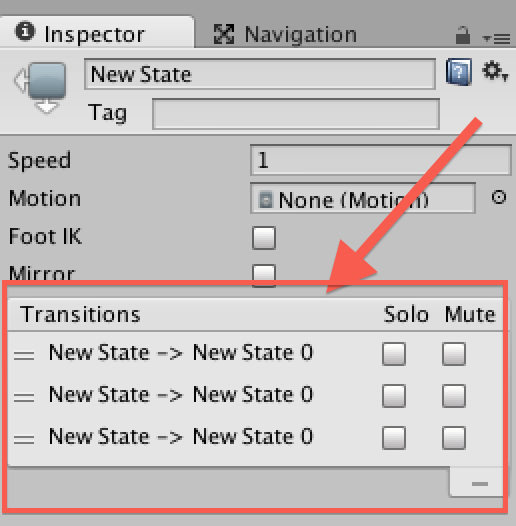 Inspector
Navigation
New State
Tag
Speed 1
Motion None (Motion)
Foot IK
Mirror
Transitions Solo Mute
New State -> New State 0
New State -> New State 0
New State -> New State 0